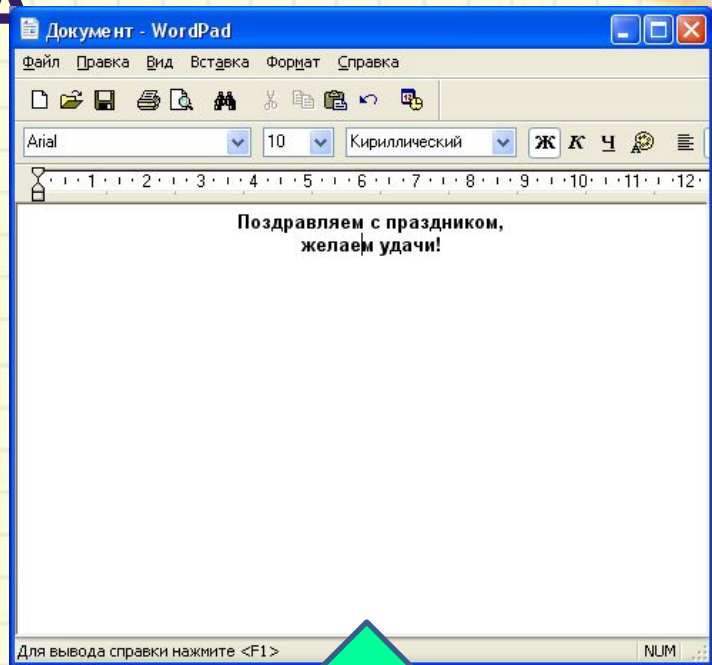 Документ - WordPad
Файл Правка Вид Вставка Формат Справка
Arial 10 Кириллический Ж К Ч
1 2 3 4 5 6 7 8 9 10 11 12
Поздравляем с праздником,
желаем удачи!
Для вывода справки нажмите <F1> NUM